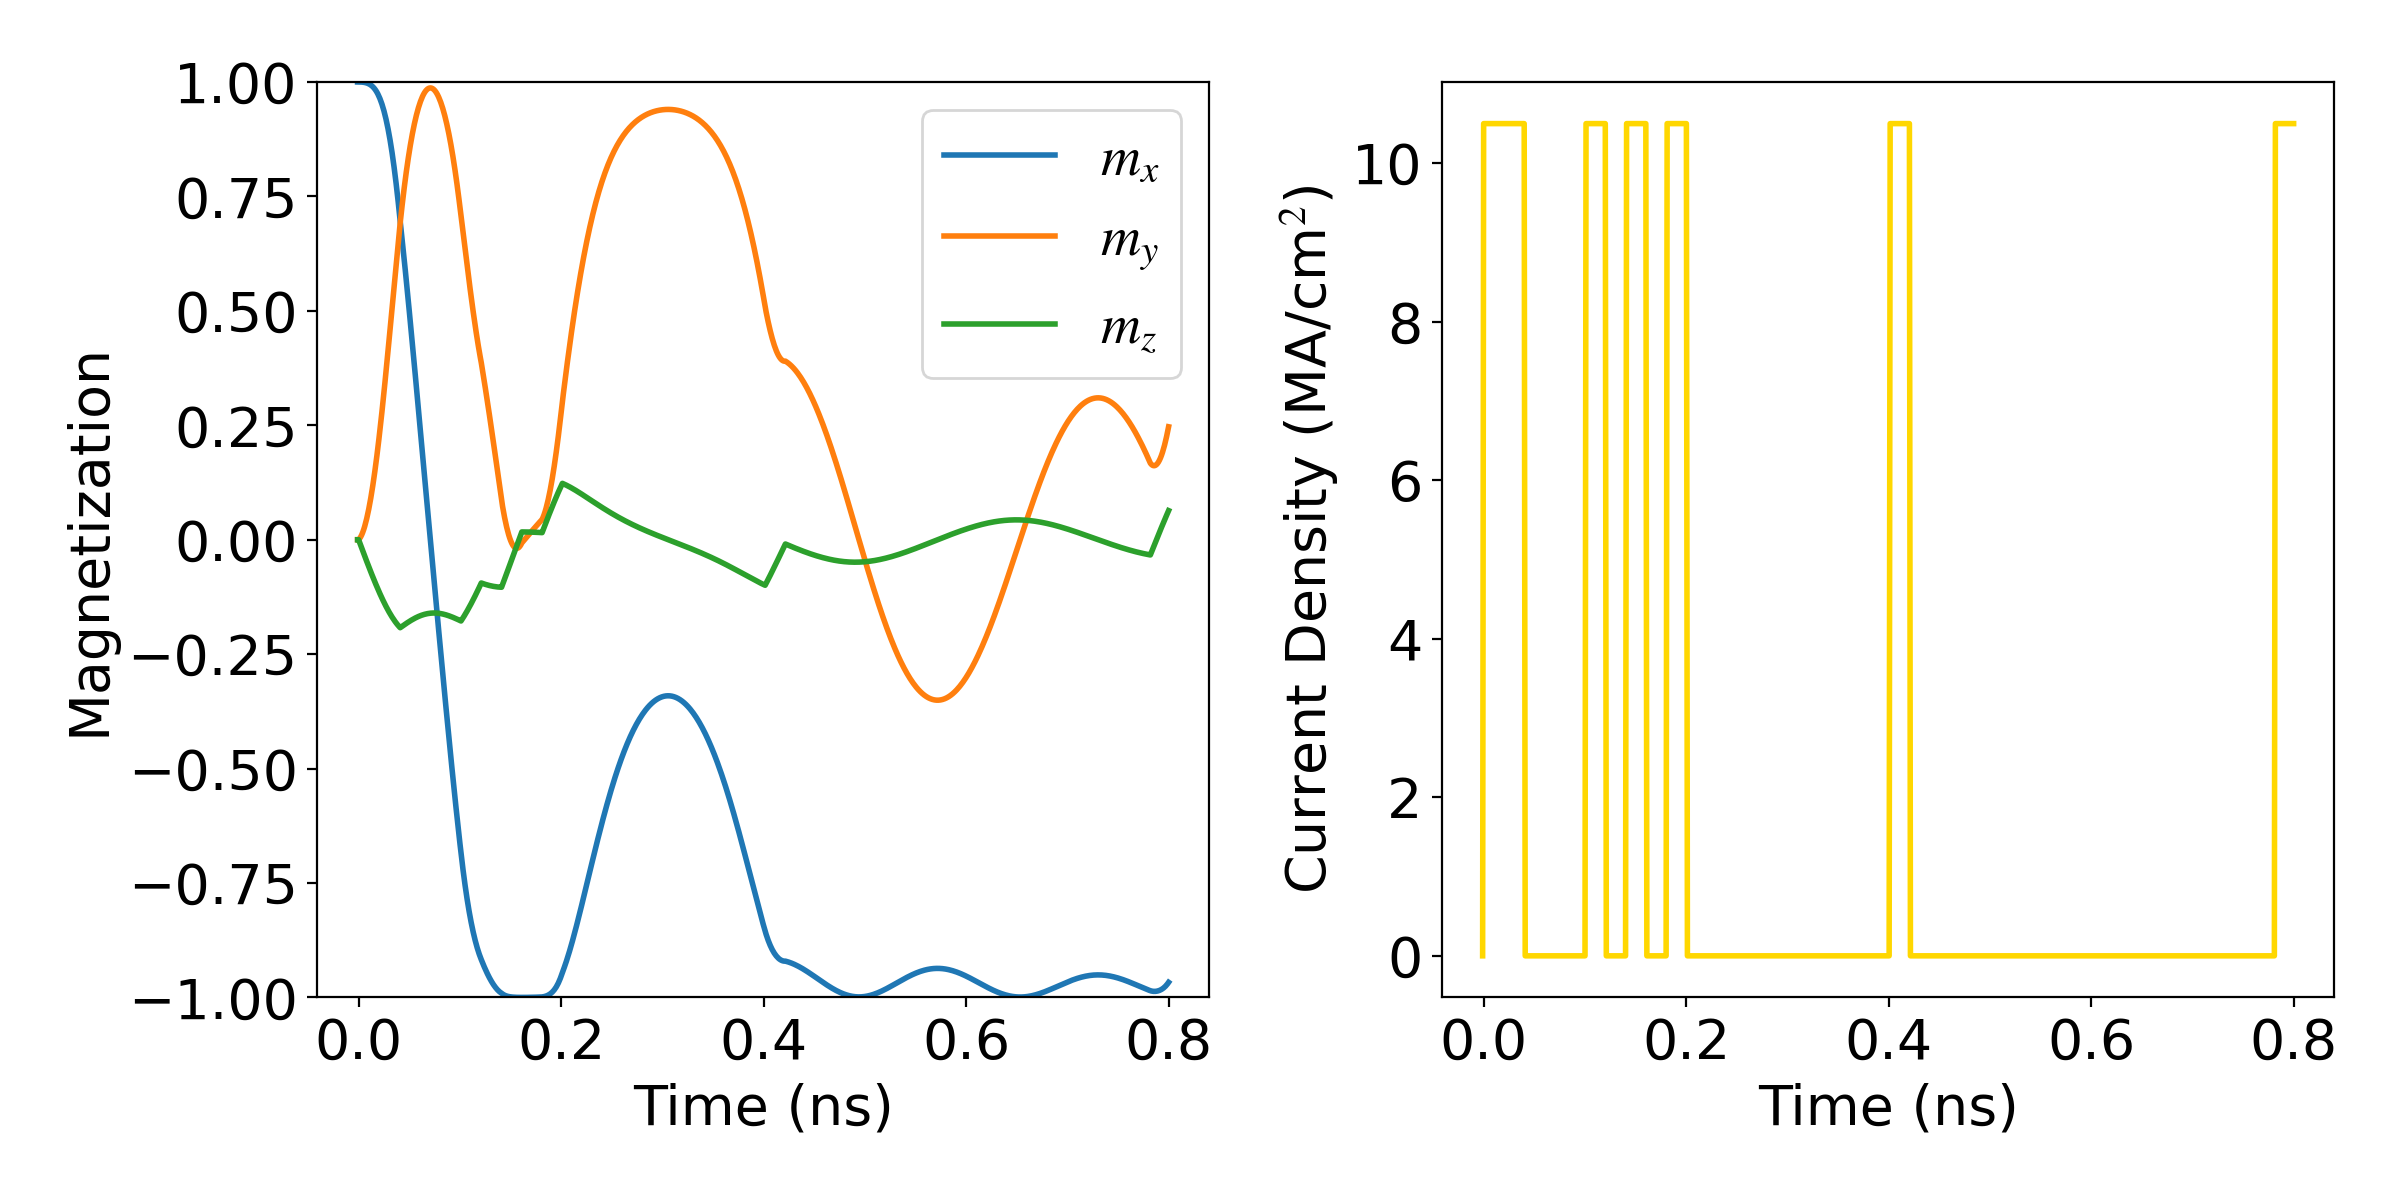 Magnetization
1.00
0.75
0.50
0.25
0.00
−0.25
−0.50
−0.75
−1.00
0.0 0.2 0.4 0.6 0.8
Time (ns)
m_x
m_y
m_z
Current Density (MA/cm²)
10
8
6
4
2
0
0.0 0.2 0.4 0.6 0.8
Time (ns)